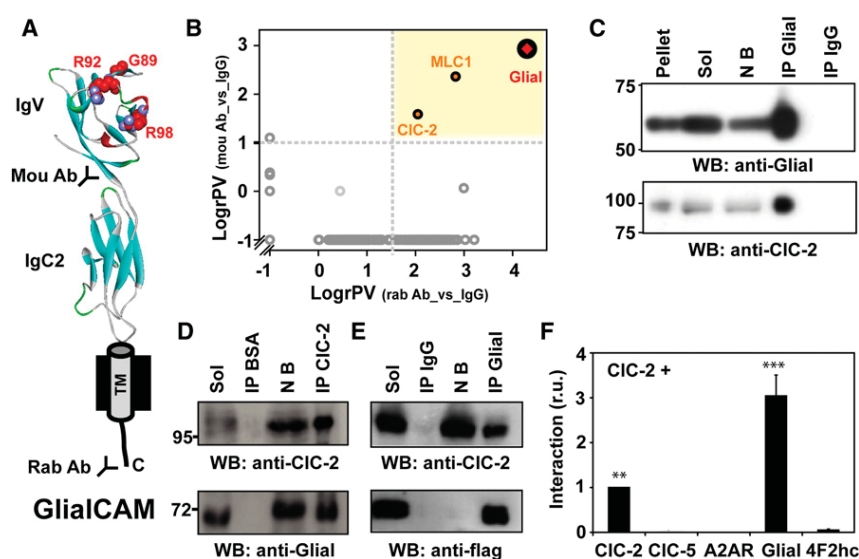 A
R92
G89
IgV
R98
Mou Ab
IgC2
TM
Rab Ab
C
GlialCAM
B
LogrPV (mou Ab_vs_IgG)
3
2
1
0
-1
MLC1
Glial
ClC-2
-1
0
1
2
3
4
LogrPV (rab Ab_vs_IgG)
C
Pellet
Sol
N B
IP Glial
IP IgG
75
50
WB: anti-Glial
100
75
WB: anti-ClC-2
D
Sol
IP BSA
N B
IP ClC-2
95
WB: anti-ClC-2
72
WB: anti-Glial
E
Sol
IP IgG
N B
IP Glial
WB: anti-ClC-2
WB: anti-flag
F
Interaction (r.u.)
4
3
2
1
0
ClC-2 +
**
***
ClC-2 ClC-5 A2AR Glial 4F2hc